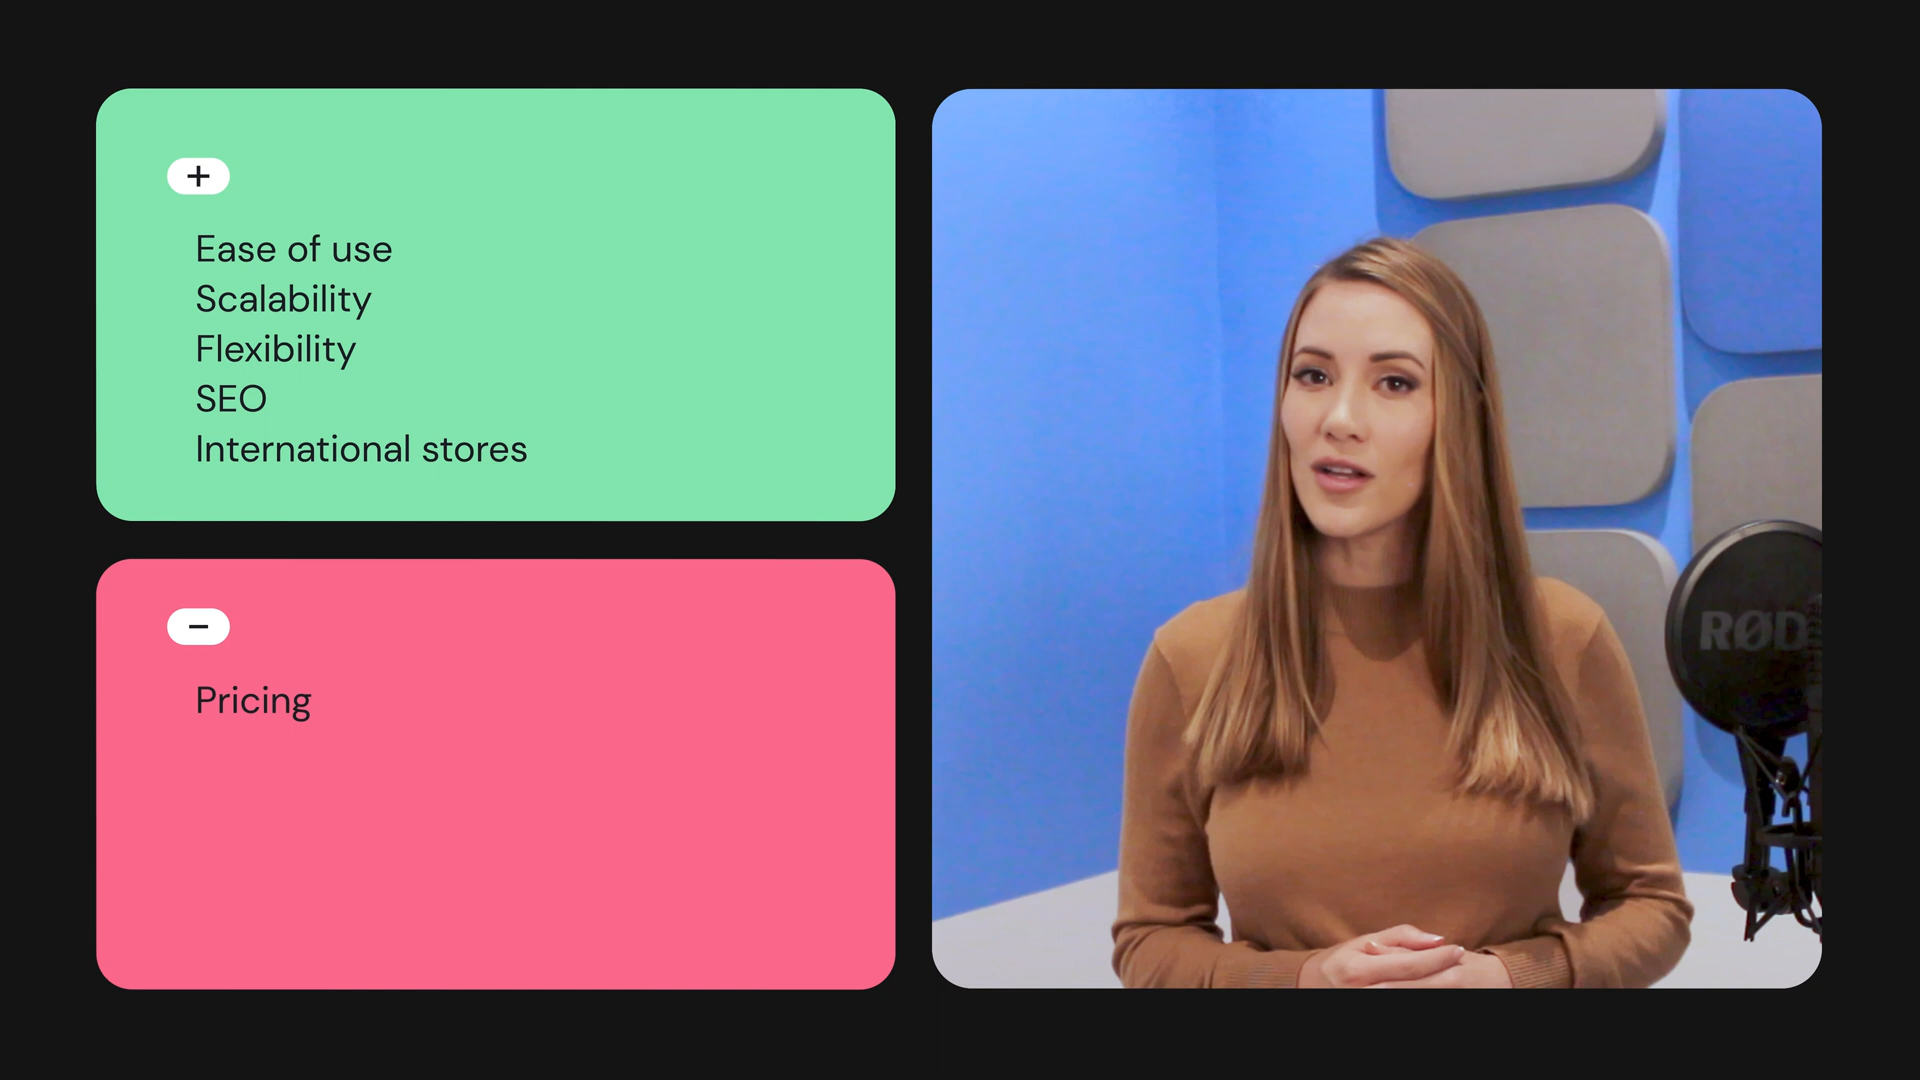 +
Ease of use
Scalability
Flexibility
SEO
International stores
−
Pricing
RØD